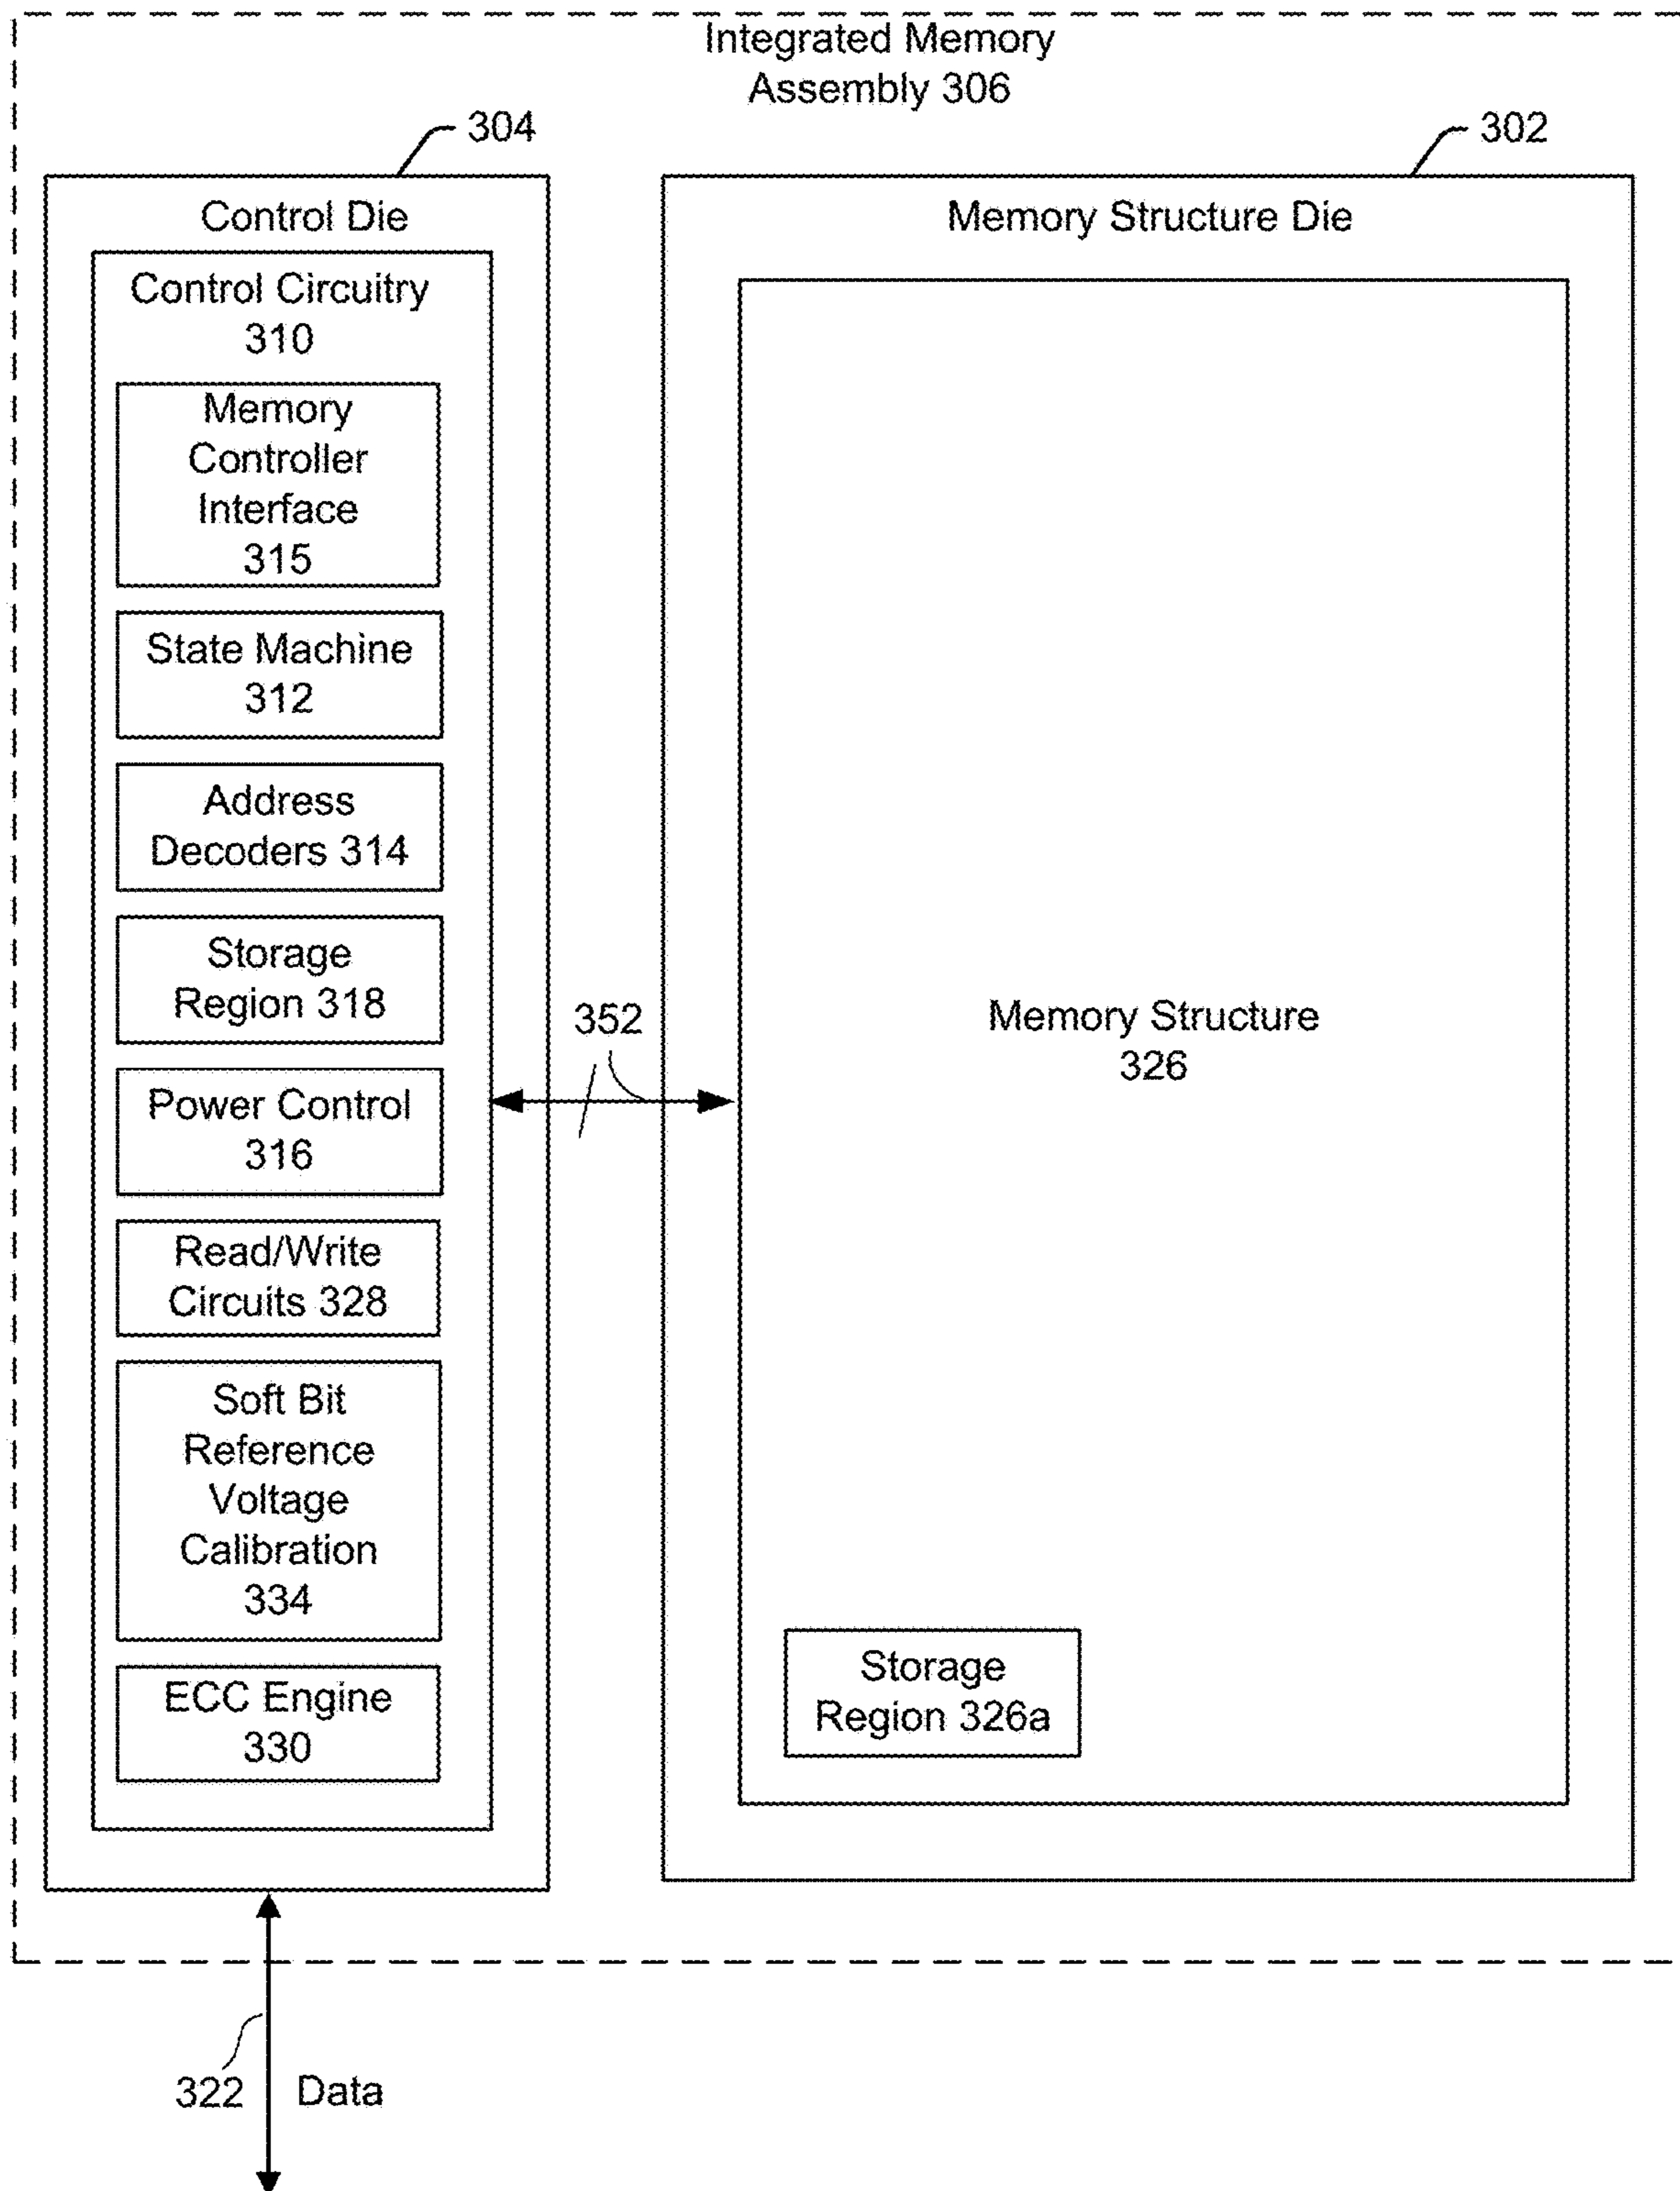 Integrated Memory
Assembly 306
304
302
Control Die
Control Circuitry
310
Memory
Controller
Interface
315
State Machine
312
Address
Decoders 314
Storage
Region 318
Power Control
316
Read/Write
Circuits 328
Soft Bit
Reference
Voltage
Calibration
334
ECC Engine
330
352
Memory Structure Die
Memory Structure
326
Storage
Region 326a
322
Data